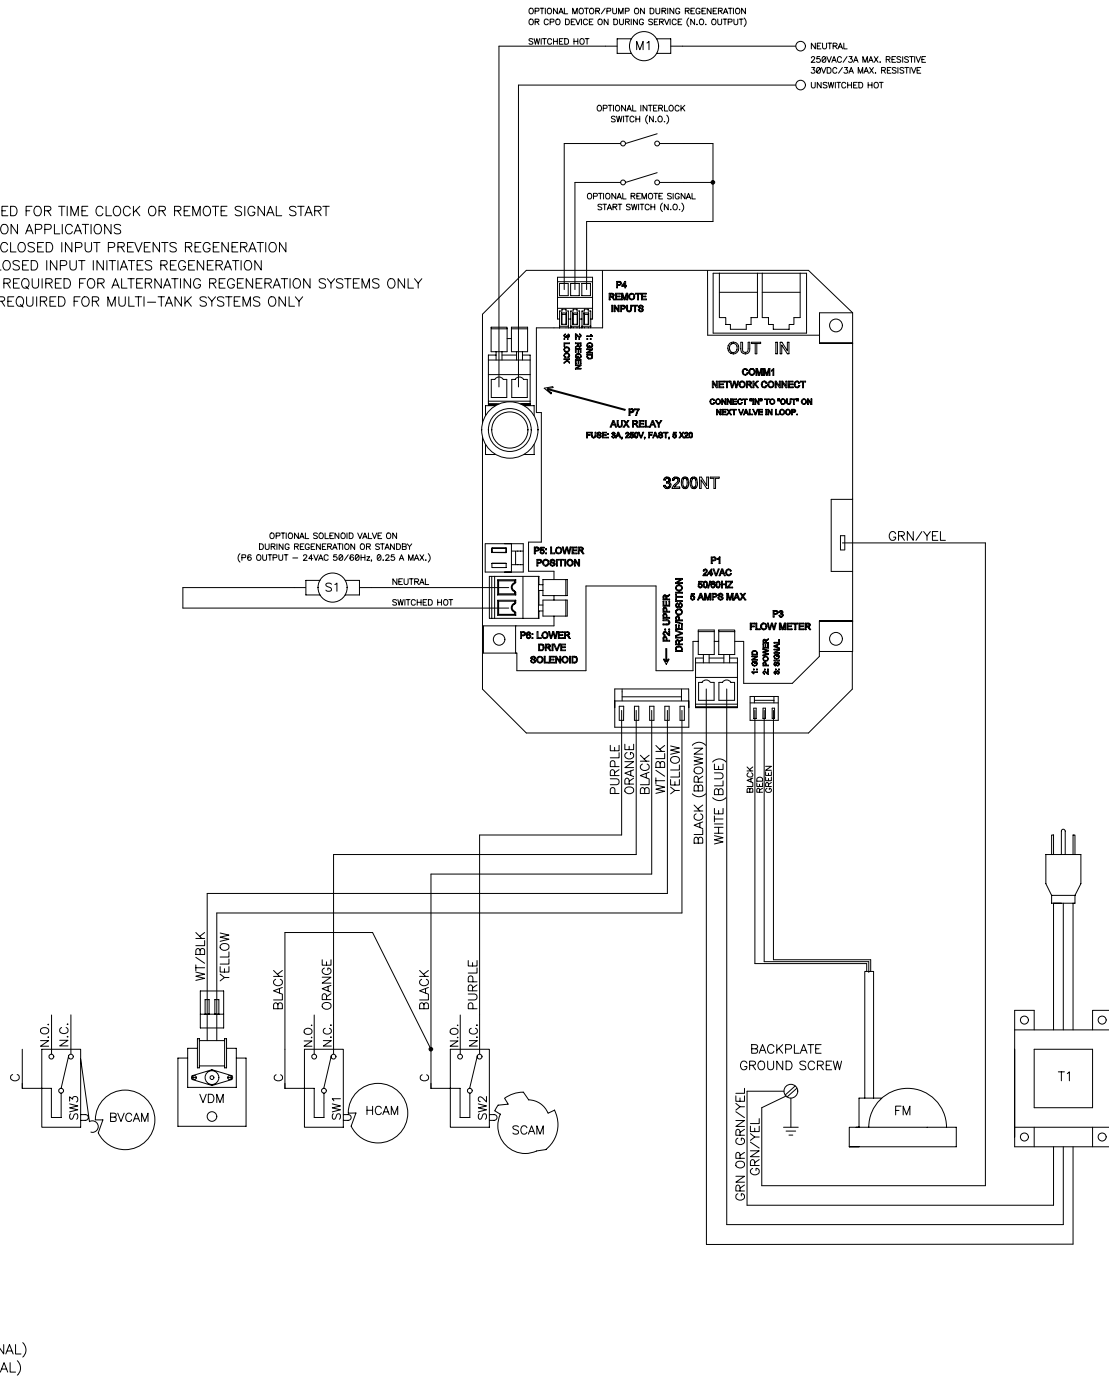 OPTIONAL MOTOR/PUMP ON DURING REGENERATION
OR CPO DEVICE ON DURING SERVICE (N.O. OUTPUT)
SWITCHED HOT
M1
NEUTRAL
250VAC/3A MAX. RESISTIVE
30VDC/3A MAX. RESISTIVE
UNSWITCHED HOT
OPTIONAL INTERLOCK
SWITCH (N.O.)
OPTIONAL REMOTE SIGNAL
START SWITCH (N.O.)
ED FOR TIME CLOCK OR REMOTE SIGNAL START
ON APPLICATIONS
CLOSED INPUT PREVENTS REGENERATION
LOSED INPUT INITIATES REGENERATION
REQUIRED FOR ALTERNATING REGENERATION SYSTEMS ONLY
REQUIRED FOR MULTI-TANK SYSTEMS ONLY
P4
REMOTE
INPUTS
3: LOCK
2: REGEN
1: GND
OUT IN
COMM1
NETWORK CONNECT
CONNECT "IN" TO "OUT" ON
NEXT VALVE IN LOOP.
P7
AUX RELAY
FUSE: 3A, 250V, FAST, 5 X20
3200NT
GRN/YEL
OPTIONAL SOLENOID VALVE ON
DURING REGENERATION OR STANDBY
(P6 OUTPUT - 24VAC 50/60Hz, 0.25 A MAX.)
S1
NEUTRAL
SWITCHED HOT
P5: LOWER
POSITION
P6: LOWER
DRIVE
SOLENOID
P2: UPPER
DRIVE/POSITION
P1
24VAC
50/60HZ
5 AMPS MAX
P3
FLOW METER
1: GND
2: POWER
3: SIGNAL
PURPLE
ORANGE
BLACK
WT/BLK
YELLOW
BLACK (BROWN)
WHITE (BLUE)
BLACK
RED
GREEN
WT/BLK
YELLOW
BLACK
ORANGE
BLACK
PURPLE
N.O.
N.C.
C
SW3
BVCAM
VDM
N.O.
N.C.
C
SW1
HCAM
N.O.
N.C.
C
SW2
SCAM
BACKPLATE
GROUND SCREW
GRN OR GRN/YEL
GRN/YEL
FM
T1
NAL)
AL)